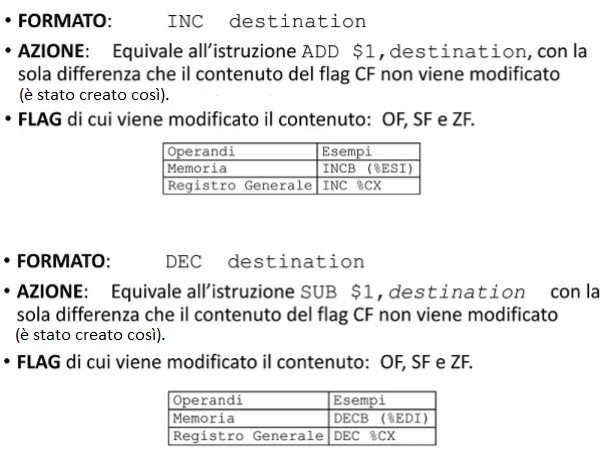 • FORMATO: INC destination
• AZIONE: Equivale all'istruzione ADD $1,destination, con la
sola differenza che il contenuto del flag CF non viene modificato
(è stato creato così).
• FLAG di cui viene modificato il contenuto: OF, SF e ZF.
Operandi Esempi
Memoria INCB (%ESI)
Registro Generale INC %CX
• FORMATO: DEC destination
• AZIONE: Equivale all'istruzione SUB $1,destination con la
sola differenza che il contenuto del flag CF non viene modificato
(è stato creato così).
• FLAG di cui viene modificato il contenuto: OF, SF e ZF.
Operandi Esempi
Memoria DECB (%EDI)
Registro Generale DEC %CX